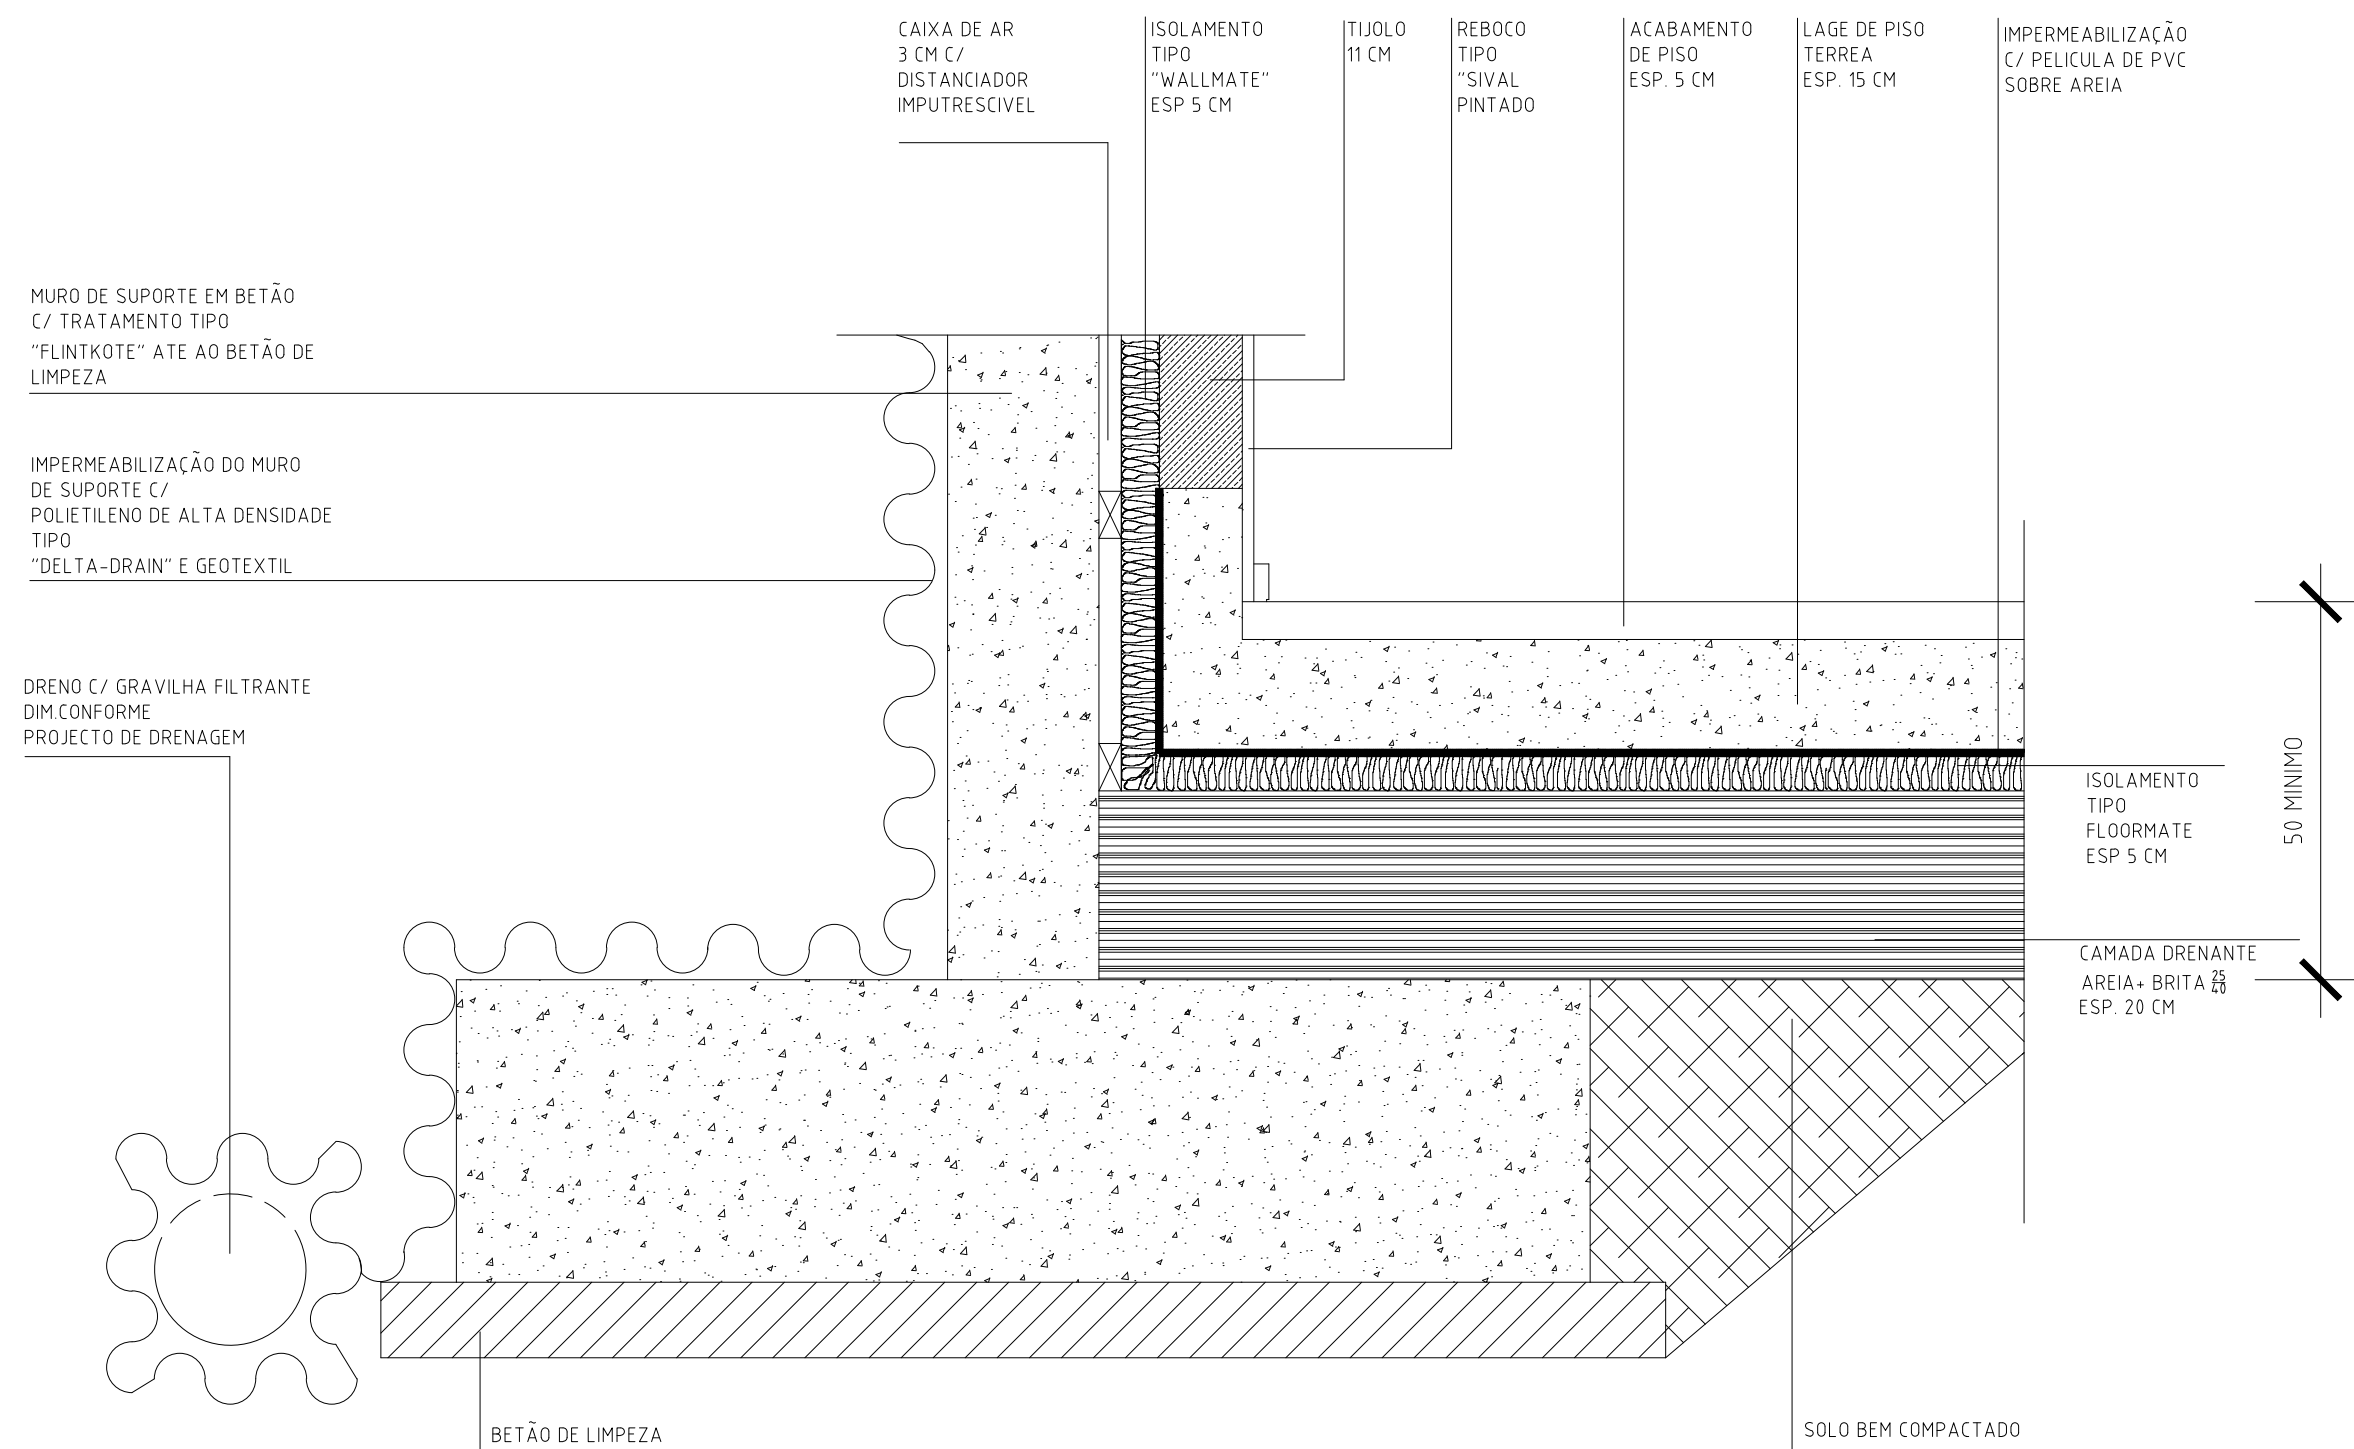 CAIXA DE AR
3 CM C/
DISTANCIADOR
IMPUTRESCIVEL
ISOLAMENTO
TIPO
"WALLMATE"
ESP 5 CM
TIJOLO
11 CM
REBOCO
TIPO
"SIVAL
PINTADO
ACABAMENTO
DE PISO
ESP. 5 CM
LAGE DE PISO
TERREA
ESP. 15 CM
IMPERMEABILIZAÇÃO
C/ PELICULA DE PVC
SOBRE AREIA
MURO DE SUPORTE EM BETÃO
C/ TRATAMENTO TIPO
"FLINTKOTE" ATE AO BETÃO DE
LIMPEZA
IMPERMEABILIZAÇÃO DO MURO
DE SUPORTE C/
POLIETILENO DE ALTA DENSIDADE
TIPO
"DELTA-DRAIN" E GEOTEXTIL
DRENO C/ GRAVILHA FILTRANTE
DIM.CONFORME
PROJECTO DE DRENAGEM
50 MINIMO
ISOLAMENTO
TIPO
FLOORMATE
ESP 5 CM
CAMADA DRENANTE
AREIA+ BRITA 25/40
ESP. 20 CM
BETÃO DE LIMPEZA
SOLO BEM COMPACTADO